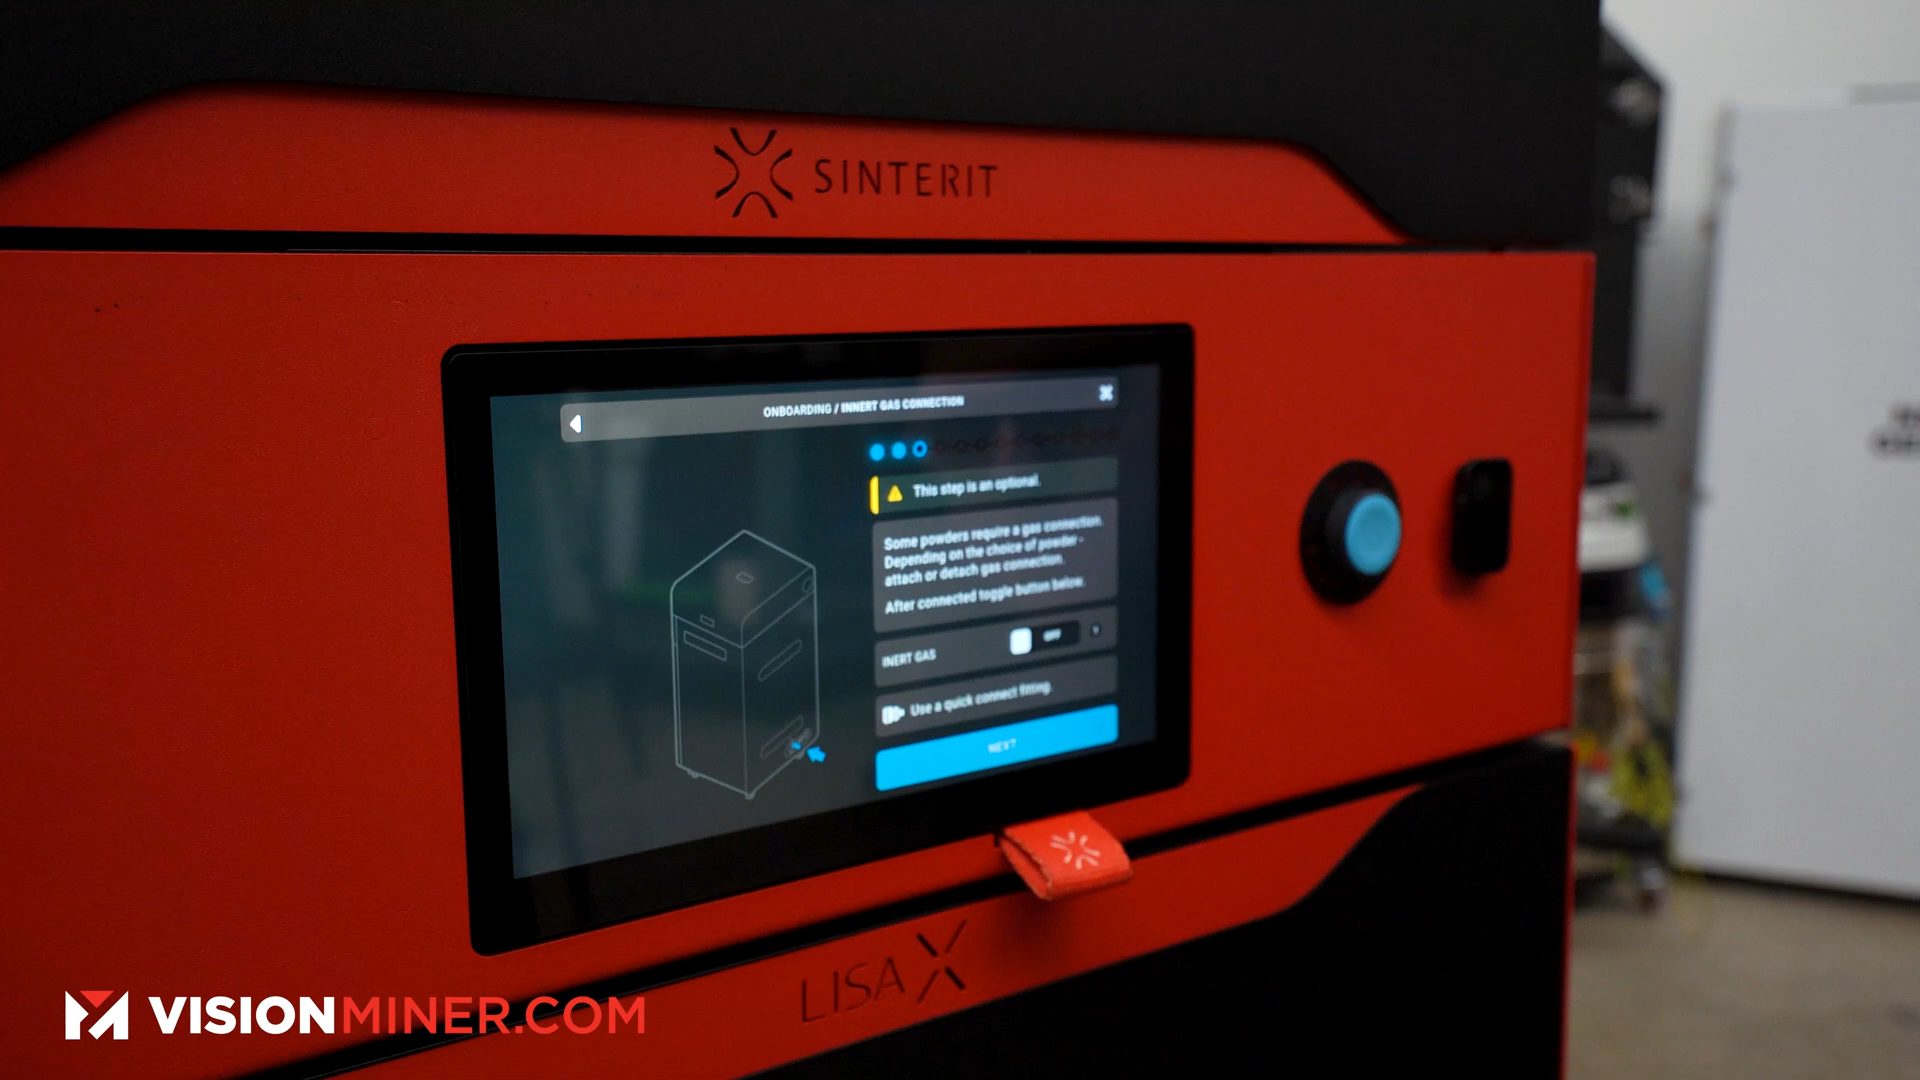 SINTERIT
ONBOARDING / INNERT GAS CONNECTION
This step is an optional.
Some powders require a gas connection.
Depending on the choice of powder -
attach or detach gas connection.
After connected toggle button below.
INERT GAS
OFF
Use a quick connect fitting.
NEXT
LISA X
VISIONMINER.COM